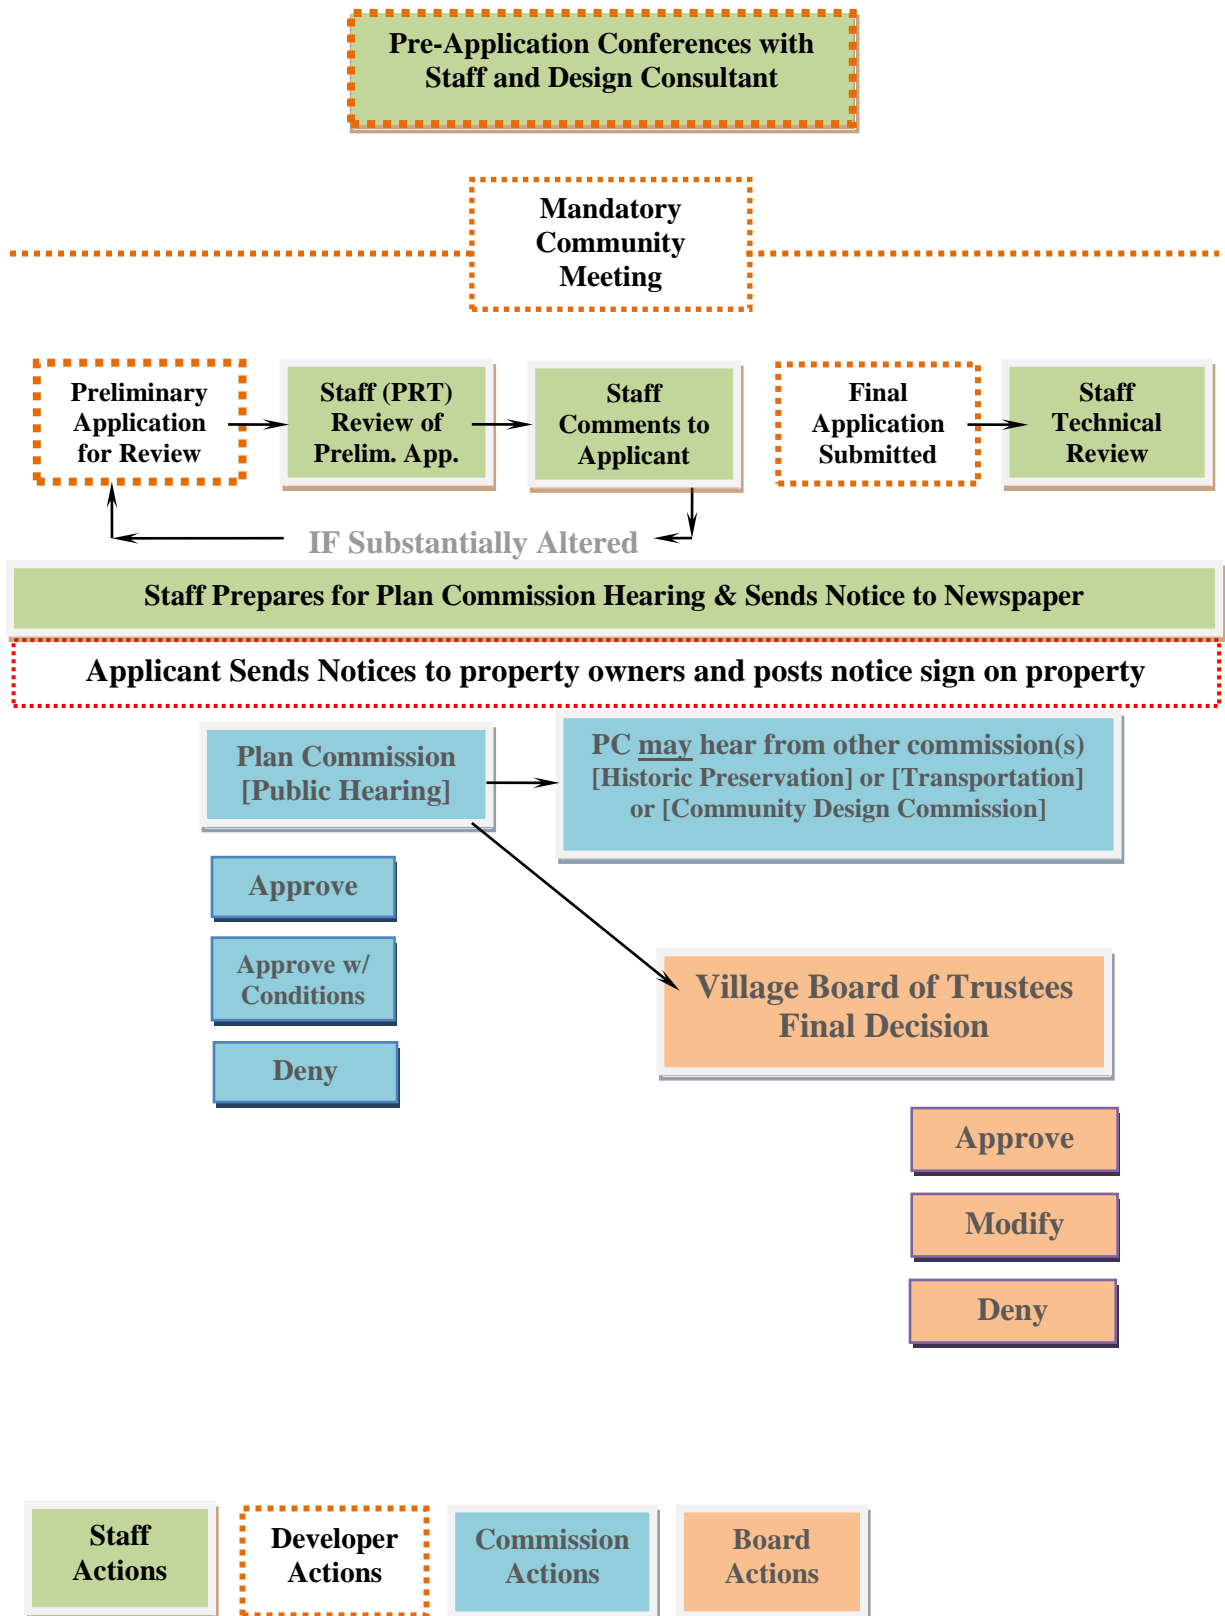 Pre-Application Conferences with
Staff and Design Consultant
Mandatory
Community
Meeting
Preliminary
Application
for Review
Staff (PRT)
Review of
Prelim. App.
Staff
Comments to
Applicant
Final
Application
Submitted
Staff
Technical
Review
IF Substantially Altered
Staff Prepares for Plan Commission Hearing & Sends Notice to Newspaper
Applicant Sends Notices to property owners and posts notice sign on property
Plan Commission
[Public Hearing]
PC may hear from other commission(s)
[Historic Preservation] or [Transportation]
or [Community Design Commission]
Approve
Approve w/
Conditions
Deny
Village Board of Trustees
Final Decision
Approve
Modify
Deny
Staff
Actions
Developer
Actions
Commission
Actions
Board
Actions